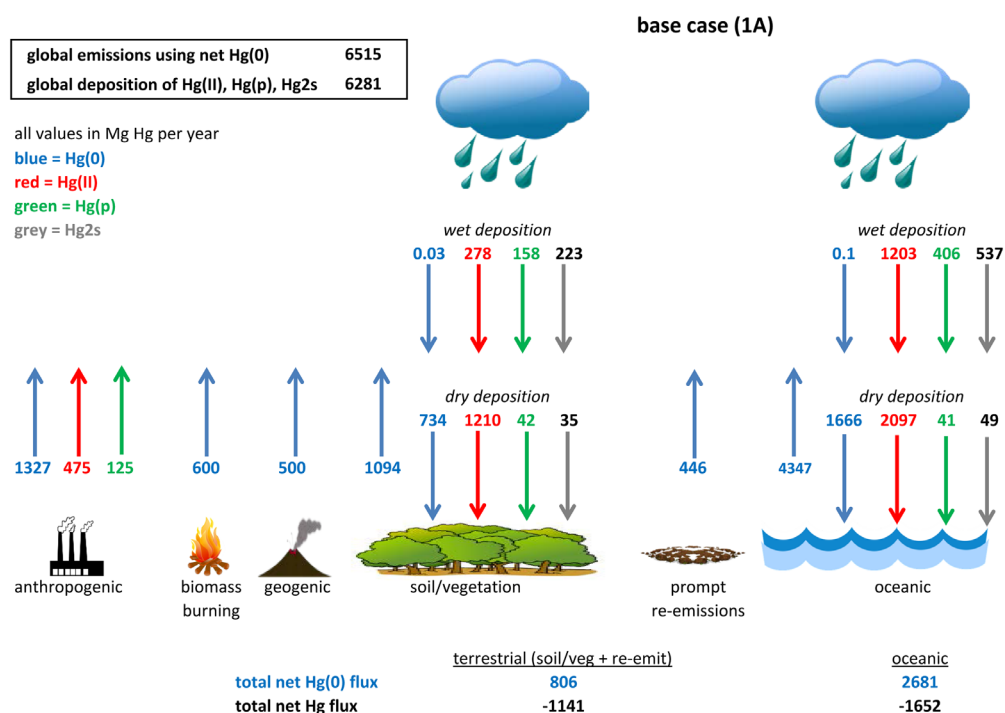 base case (1A)
global emissions using net Hg(0) 6515
global deposition of Hg(II), Hg(p), Hg2s 6281
all values in Mg Hg per year
blue = Hg(0)
red = Hg(II)
green = Hg(p)
grey = Hg2s
wet deposition
0.03 278 158 223
wet deposition
0.1 1203 406 537
dry deposition
734 1210 42 35
dry deposition
1666 2097 41 49
1327 475 125 600 500 1094 446 4347
anthropogenic
biomass
burning
geogenic
soil/vegetation
prompt
re-emissions
oceanic
terrestrial (soil/veg + re-emit) oceanic
total net Hg(0) flux 806 2681
total net Hg flux -1141 -1652